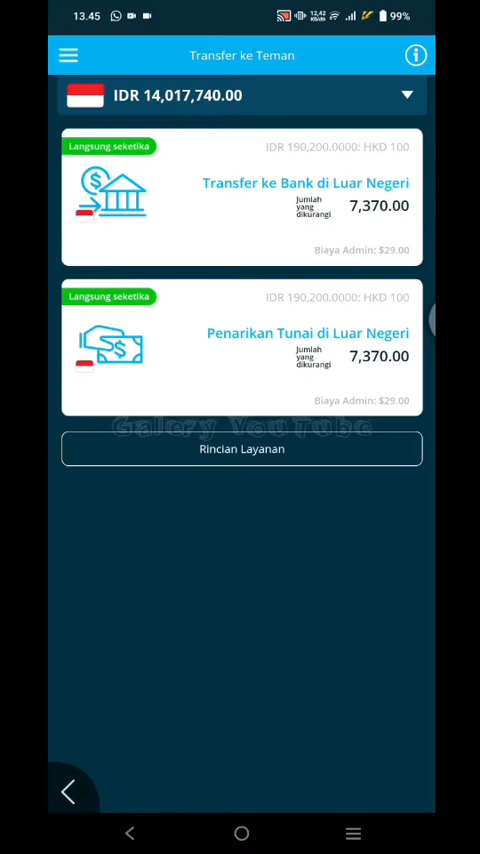 13.45
12,42
KB/ds
99%
Transfer ke Teman
IDR 14,017,740.00
Langsung seketika
IDR 190,200.0000: HKD 100
Transfer ke Bank di Luar Negeri
Jumlah
yang
dikurangi
7,370.00
Biaya Admin: $29.00
Langsung seketika
IDR 190,200.0000: HKD 100
Penarikan Tunai di Luar Negeri
Jumlah
yang
dikurangi
7,370.00
Biaya Admin: $29.00
Galery YouTube
Rincian Layanan